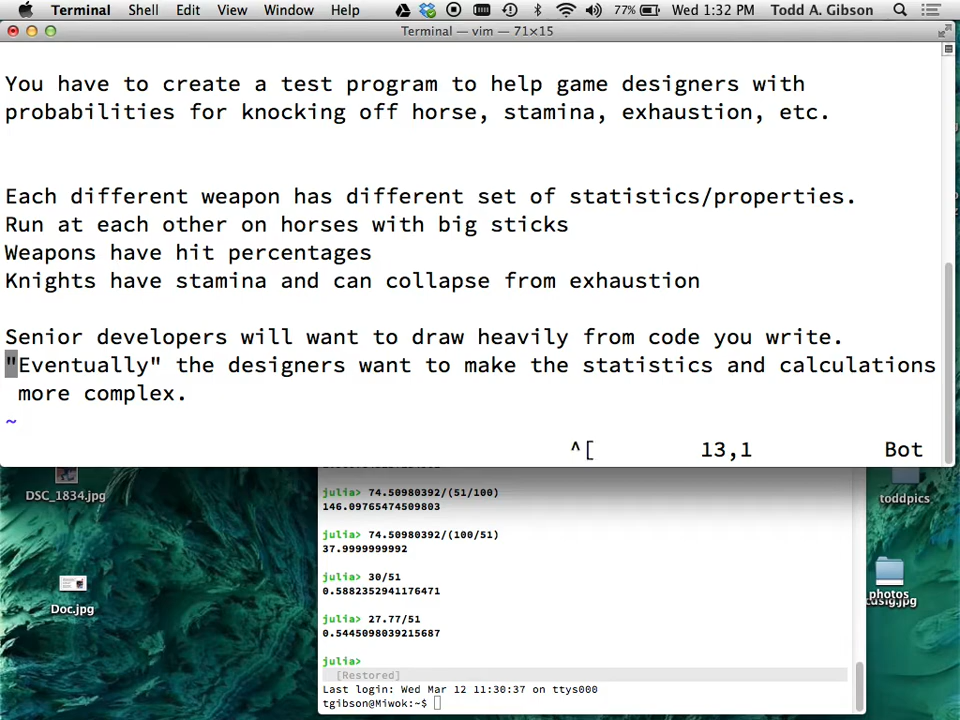 Terminal Shell Edit View Window Help 77% Wed 1:32 PM Todd A. Gibson
Terminal — vim — 71×15
You have to create a test program to help game designers with
probabilities for knocking off horse, stamina, exhaustion, etc.
Each different weapon has different set of statistics/properties.
Run at each other on horses with big sticks
Weapons have hit percentages
Knights have stamina and can collapse from exhaustion
Senior developers will want to draw heavily from code you write.
"Eventually" the designers want to make the statistics and calculations
more complex.
~
^[ 13,1 Bot
DSC_1834.jpg
toddpics
julia> 74.50980392/(51/100)
146.09765474509803
julia> 74.50980392/(100/51)
37.9999999992
julia> 30/51
0.5882352941176471
Doc.jpg
photos
julia> 27.77/51
0.5445098039215687
julia>
[Restored]
Last login: Wed Mar 12 11:30:37 on ttys000
tgibson@Miwok:~$